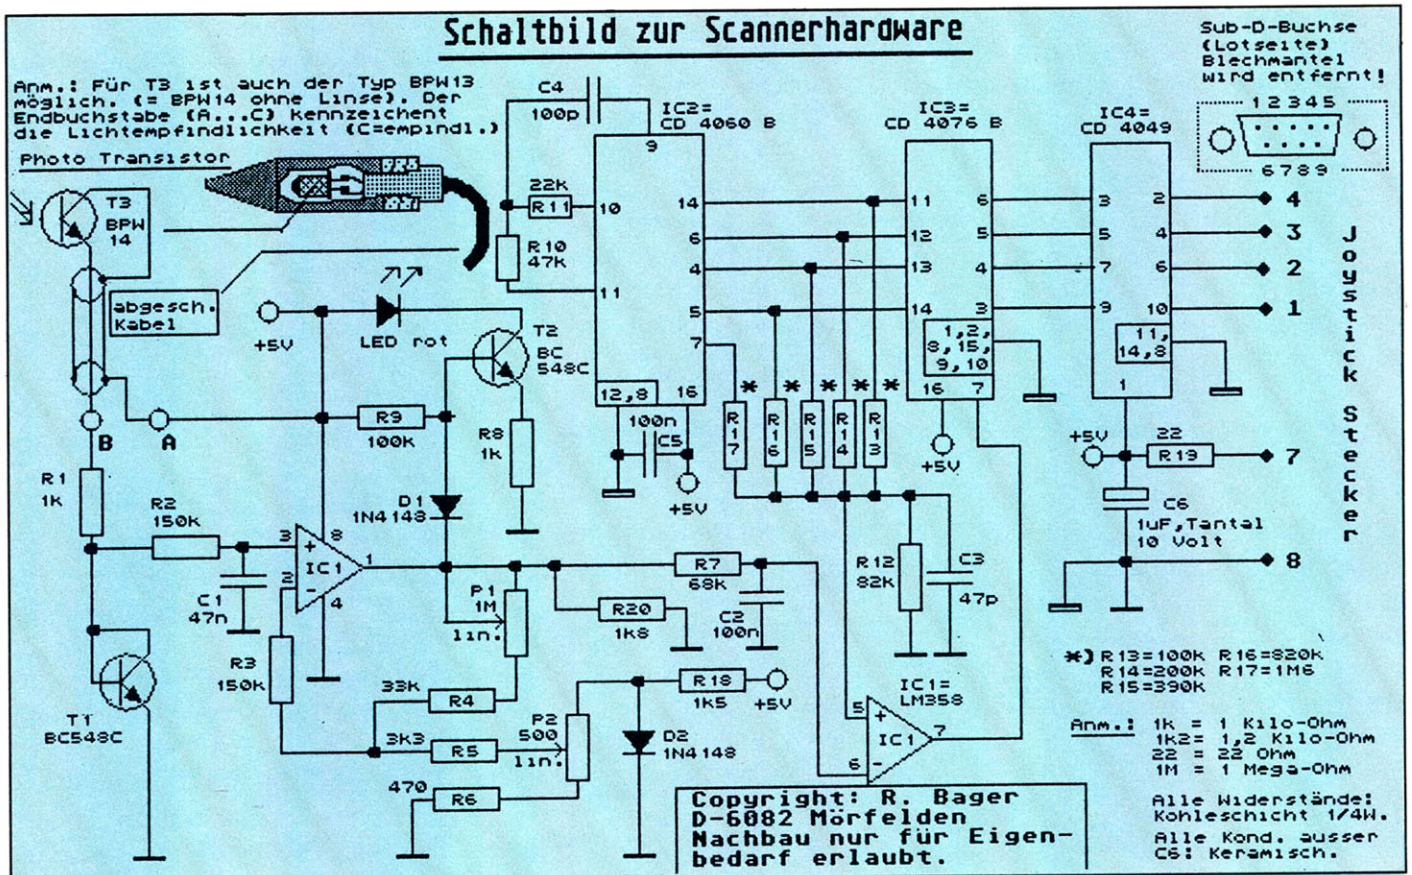 Schaltbild zur Scannerhardware
Anm.: Für T3 ist auch der Typ BPW13
möglich. (= BPW14 ohne Linse). Der
Endbuchstabe (A...C) kennzeichent
die Lichtempfindlichkeit (C=empindl.)
Photo Transistor
T3
BPW
14
abgesch.
Kabel
+5V
LED rot
T2
BC
548C
B
A
R9
100K
R8
1K
R1
1K
R2
150K
D1
1N4148
C1
47n
3
+
8
1
IC1
2
-
4
R3
150K
T1
BC548C
P1
1M
lin.
33K
R4
3K3
R5
470
R6
P2
500
lin.
R7
68K
R20
1K8
C2
100n
R18
1K5
+5V
D2
1N4148
C4
100p
22K
R11
R10
47K
IC2=
CD 4060 B
9
10
11
14
6
4
5
7
12,8
16
100n
C5
+5V
R17
R16
R15
R14
R13
* * * * *
IC3=
CD 4076 B
11
12
13
14
6
5
4
3
1,2,
8,15,
9,10
16
7
+5V
R12
82K
C3
47p
IC1=
LM358
5
+
IC1
7
6
-
IC4=
CD 4049
3
5
7
9
2
4
6
10
11,
14,8
1
+5V
22
R19
C6
1uF,Tantal
10 Volt
Sub-D-Buchse
(Lotseite)
Blechmantel
wird entfernt!
1 2 3 4 5
6 7 8 9
4
3
2
1
7
8
Joystick Stecker
*) R13=100K R16=820K
R14=200K R17=1M6
R15=390K
Anm.: 1K = 1 Kilo-Ohm
1K2= 1,2 Kilo-Ohm
22 = 22 Ohm
1M = 1 Mega-Ohm
Alle Widerstände:
Kohleschicht 1/4W.
Alle Kond. ausser
C6: Keramisch.
Copyright: R. Bager
D-6082 Mörfelden
Nachbau nur für Eigen-
bedarf erlaubt.